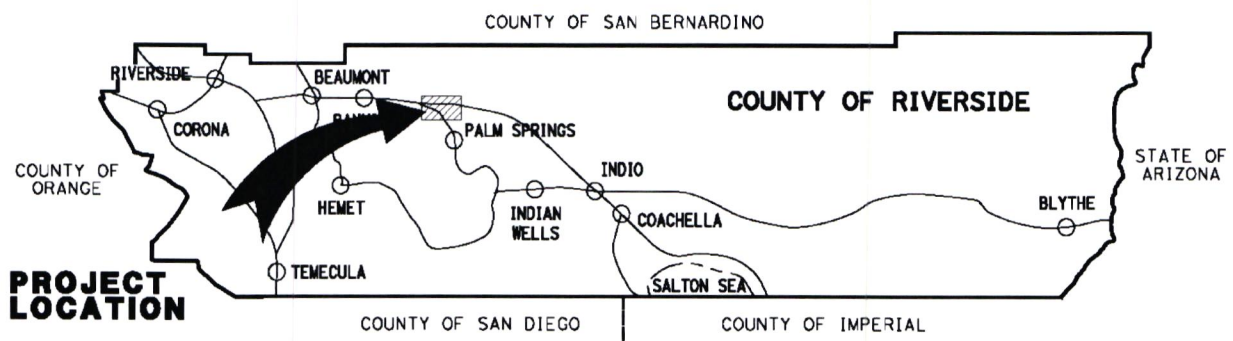 COUNTY OF SAN BERNARDINO
RIVERSIDE
BEAUMONT
COUNTY OF RIVERSIDE
CORONA
PALM SPRINGS
COUNTY OF
ORANGE
STATE OF
ARIZONA
INDIO
HEMET
INDIAN
WELLS
COACHELLA
BLYTHE
TEMECULA
PROJECT
LOCATION
SALTON SEA
COUNTY OF SAN DIEGO
COUNTY OF IMPERIAL